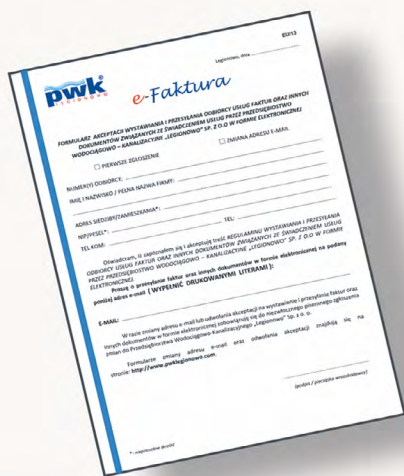 EUI13
Legionowo, dnia
pwk
LEGIONOWO
e-Faktura
FORMULARZ AKCEPTACJI WYSTAWIANIA I PRZESYŁANIA ODBIORCY USŁUG FAKTUR ORAZ INNYCH
DOKUMENTÓW ZWIĄZANYCH ZE ŚWIADCZENIEM USŁUG PRZEZ PRZEDSIĘBIORSTWO
WODOCIĄGOWO – KANALIZACYJNE „LEGIONOWO" SP. Z O.O W FORMIE ELEKTRONICZNEJ
☐ PIERWSZE ZGŁOSZENIE ☐ ZMIANA ADRESU E-MAIL
NUMER(Y) ODBIORCY:
IMIĘ I NAZWISKO / PEŁNA NAZWA FIRMY:
ADRES SIEDZIBY/ZAMIESZKANIA*:
NIP/PESEL*: TEL:
TEL KOM:
Oświadczam, iż zapoznałem się i akceptuję treść REGULAMINU WYSTAWIANIA I PRZESYŁANIA
ODBIORCY USŁUG FAKTUR ORAZ INNYCH DOKUMENTÓW ZWIĄZANYCH ZE ŚWIADCZENIEM USŁUG
PRZEZ PRZEDSIĘBIORSTWO WODOCIĄGOWO – KANALIZACYJNE „LEGIONOWO" SP. Z O.O W FORMIE
ELEKTRONICZNEJ.
Proszę o przesyłanie faktur oraz innych dokumentów w formie elektronicznej na podany
poniżej adres e-mail (WYPEŁNIĆ DRUKOWANYMI LITERAMI):
E-MAIL:
W razie zmiany adresu e-mail lub odwołania akceptacji na wystawianie i przesyłanie faktur oraz
innych dokumentów w formie elektronicznej zobowiązuję się do niezwłocznego pisemnego zgłoszenia
zmian do Przedsiębiorstwa Wodociągowo Kanalizacyjnego „Legionowo" Sp. z o. o.
Formularze zmiany adresu e-mail oraz odwołania akceptacji znajdują się na
stronie: http://www.pwklegionowo.com
(podpis / pieczątka wnioskodawcy)
* - niepotrzebne skreślić